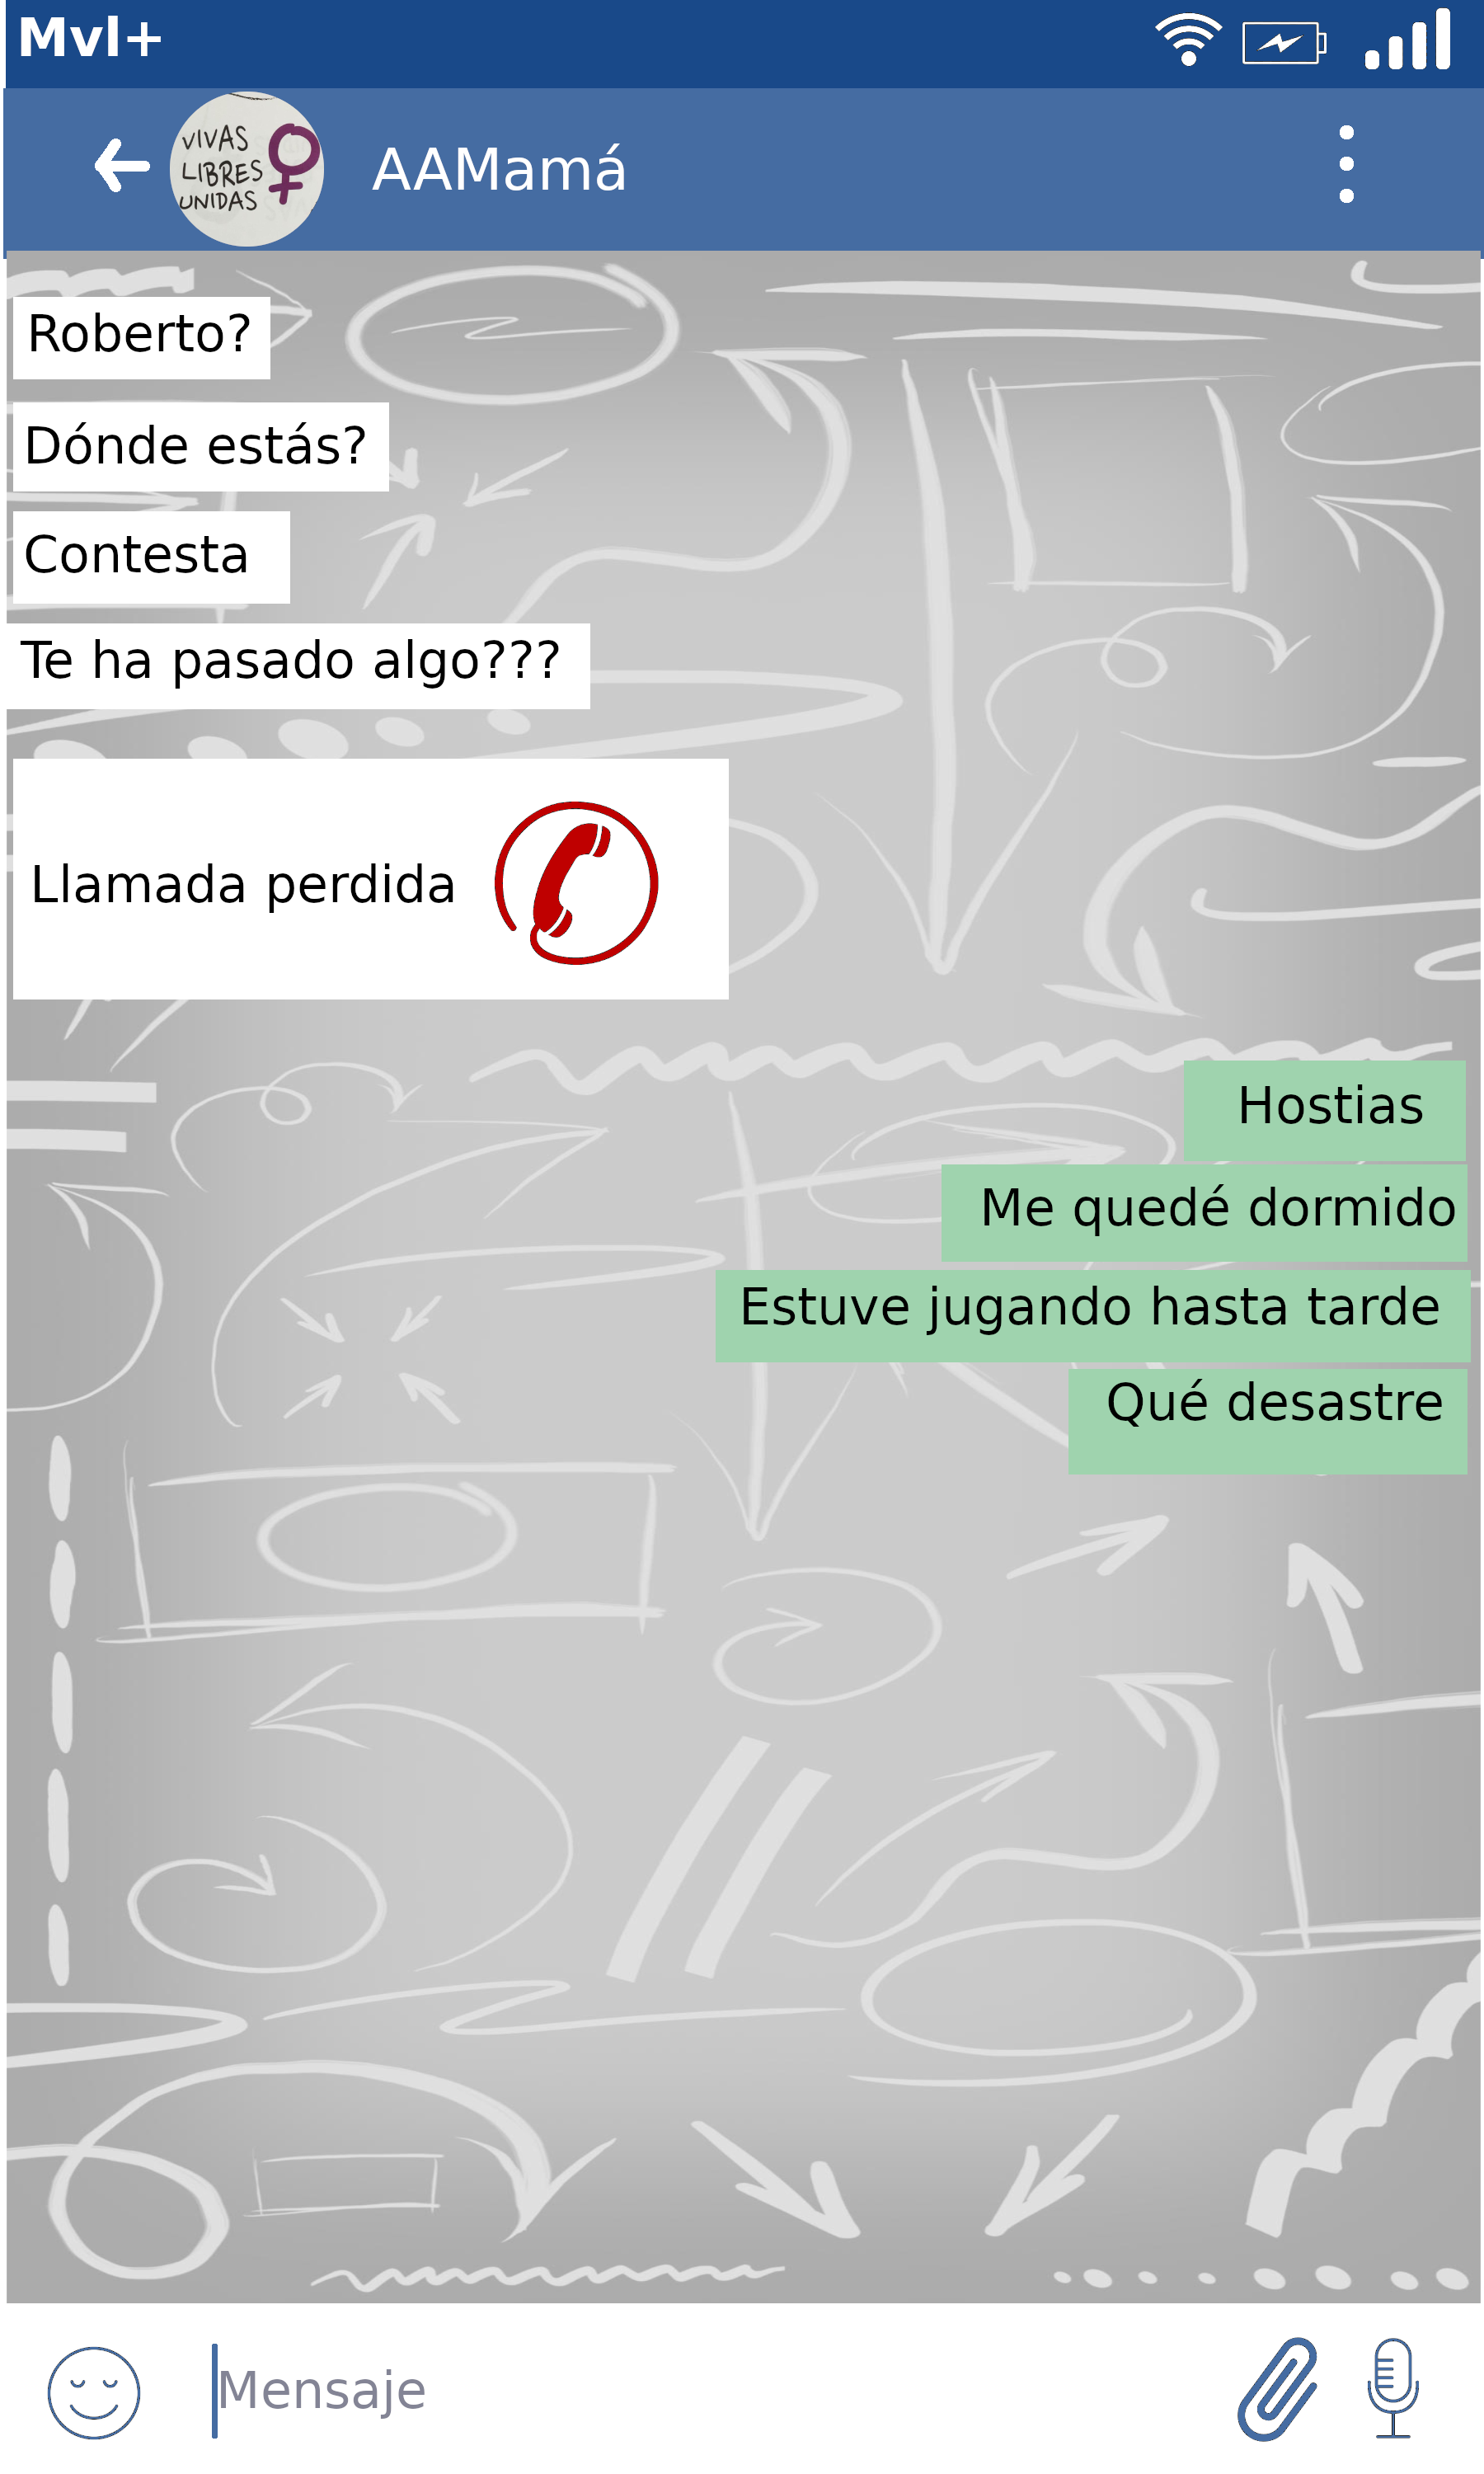 Mvl+
VIVAS
LIBRES
UNIDAS
AAMamá
Roberto?
Dónde estás?
Contesta
Te ha pasado algo???
Llamada perdida
Hostias
Me quedé dormido
Estuve jugando hasta tarde
Qué desastre
Mensaje